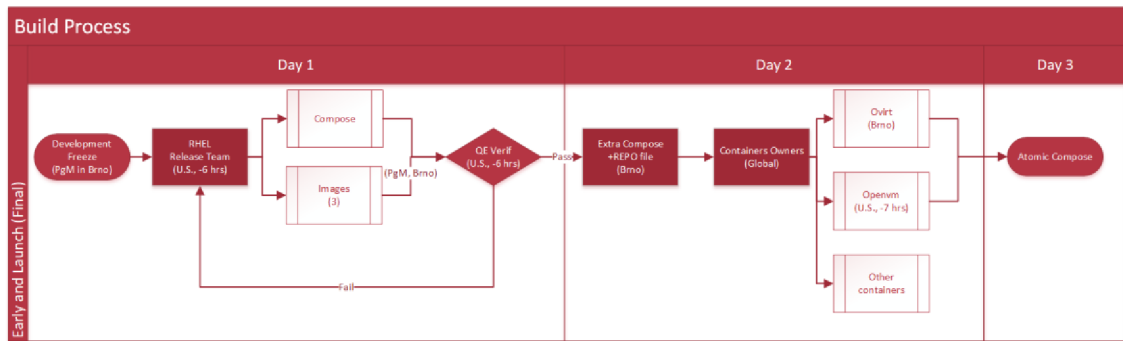 Build Process
Day 1
Day 2
Day 3
Early and Launch (Final)
Development
Freeze
(PgM in Brno)
RHEL
Release Team
(U.S., -6 hrs)
Compose
Images
(3)
(PgM, Brno)
QE Verif
(U.S., -6 hrs)
Pass
Fail
Extra Compose
+REPO file
(Brno)
Containers Owners
(Global)
Ovirt
(Brno)
Openvm
(U.S., -7 hrs)
Other
containers
Atomic Compose